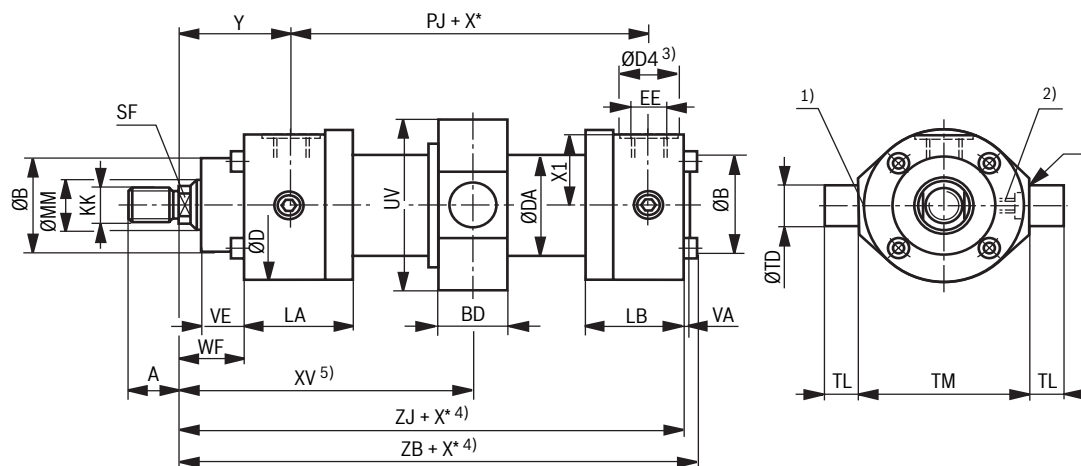 Y
PJ + X*
ØD4 3)
EE
1)
2)
SF
X1
ØB
ØMM
KK
ØD
UV
ØDA
ØB
ØTD
VE
LA
BD
LB
VA
WF
A
XV 5)
TL
TM
TL
ZJ + X* 4)
ZB + X* 4)